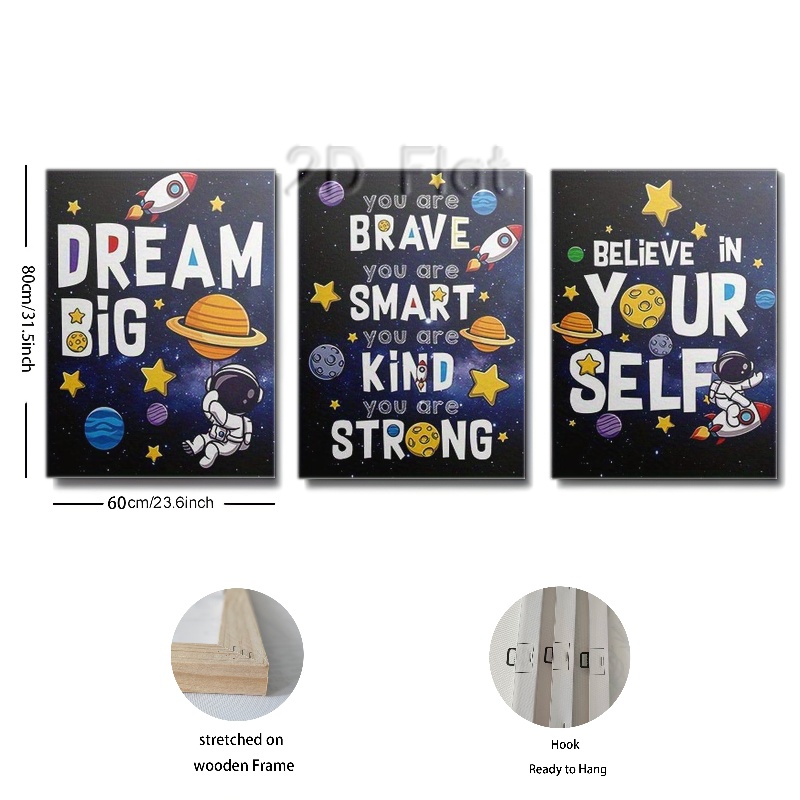 2D Flat
DREAM
BiG
you are
BRAVE
you are
SMART
you are
KiND
you are
STRONG
BELiEVE iN
YOUR
SELF
80cm/31.5inch
60cm/23.6inch
stretched on
wooden Frame
Hook
Ready to Hang